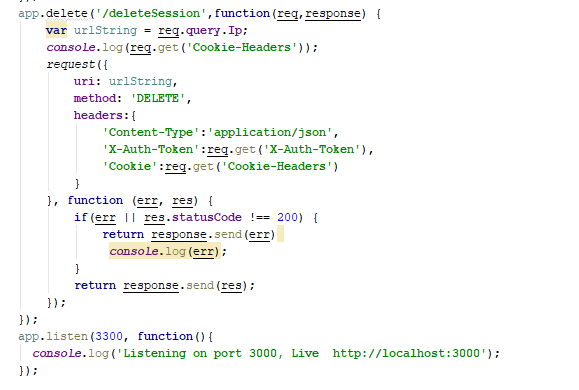 app.delete('/deleteSession',function(req,response) {
var urlString = req.query.Ip;
console.log(req.get('Cookie-Headers'));
request({
uri: urlString,
method: 'DELETE',
headers:{
'Content-Type':'application/json',
'X-Auth-Token':req.get('X-Auth-Token'),
'Cookie':req.get('Cookie-Headers')
}
}, function (err, res) {
if(err || res.statusCode !== 200) {
return response.send(err)
console.log(err);
}
return response.send(res);
});
});
app.listen(3300, function(){
console.log('Listening on port 3000, Live  http://localhost:3000');
});